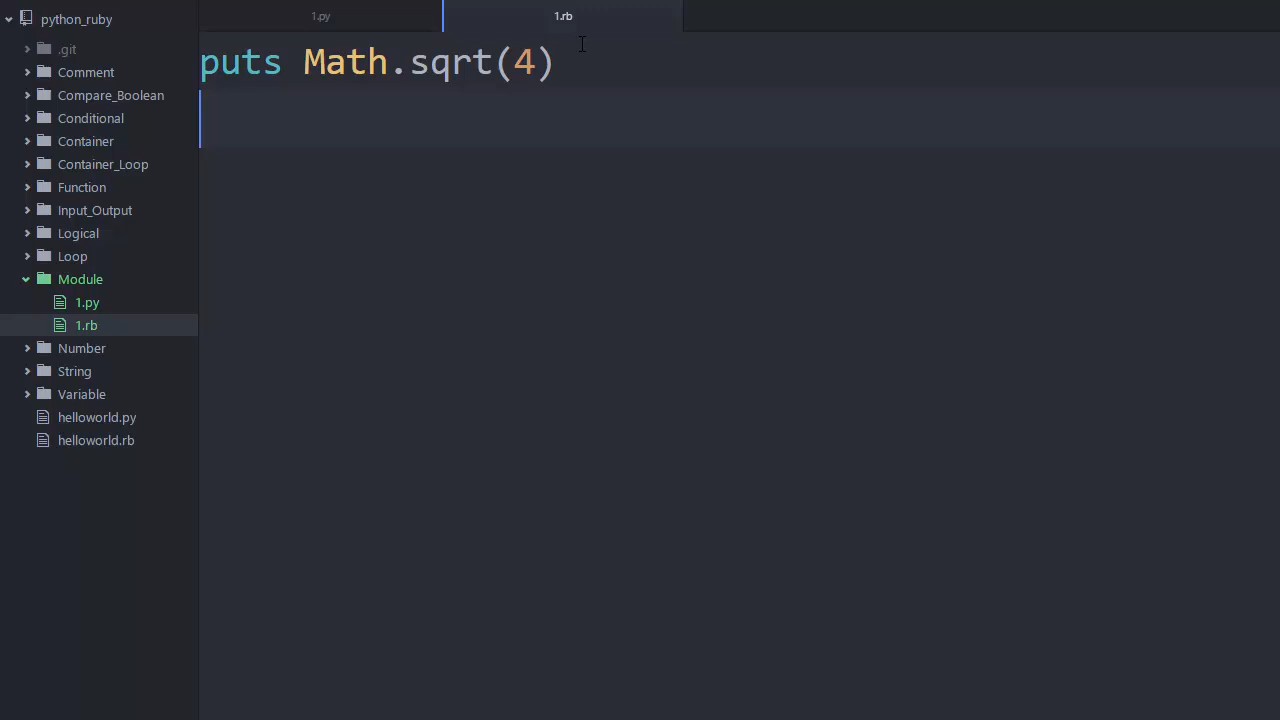 python_ruby
.git
Comment
Compare_Boolean
Conditional
Container
Container_Loop
Function
Input_Output
Logical
Loop
Module
1.py
1.rb
Number
String
Variable
helloworld.py
helloworld.rb
1.py
1.rb
puts Math.sqrt(4)